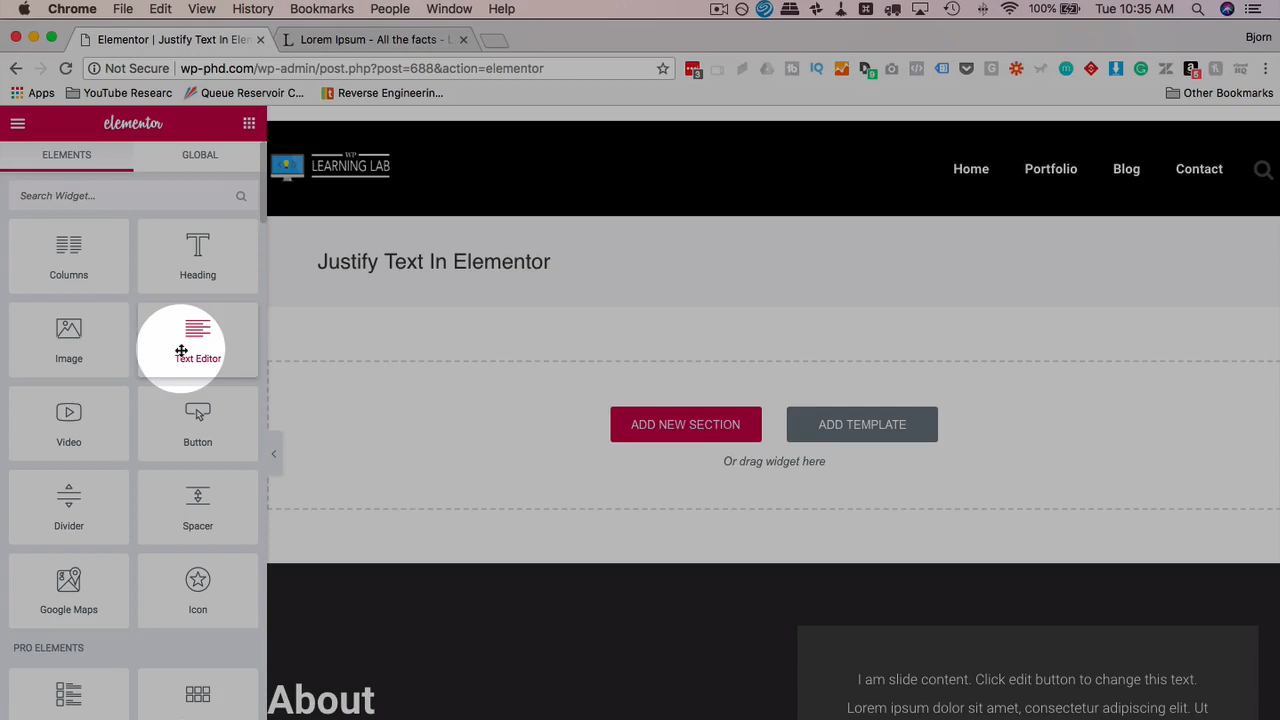 Chrome File Edit View History Bookmarks People Window Help 100% Tue 10:35 AM
Elementor | Justify Text In Elem Lorem Ipsum - All the facts - L Bjorn
Not Secure wp-phd.com/wp-admin/post.php?post=688&action=elementor
Apps YouTube Researc Queue Reservoir C... Reverse Engineerin... Other Bookmarks
elementor
ELEMENTS GLOBAL
Search Widget...
Columns Heading
Image Text Editor
Video Button
Divider Spacer
Google Maps Icon
PRO ELEMENTS
WP
LEARNING LAB
Home Portfolio Blog Contact
Justify Text In Elementor
ADD NEW SECTION ADD TEMPLATE
Or drag widget here
About
I am slide content. Click edit button to change this text.
Lorem ipsum dolor sit amet, consectetur adipiscing elit. Ut